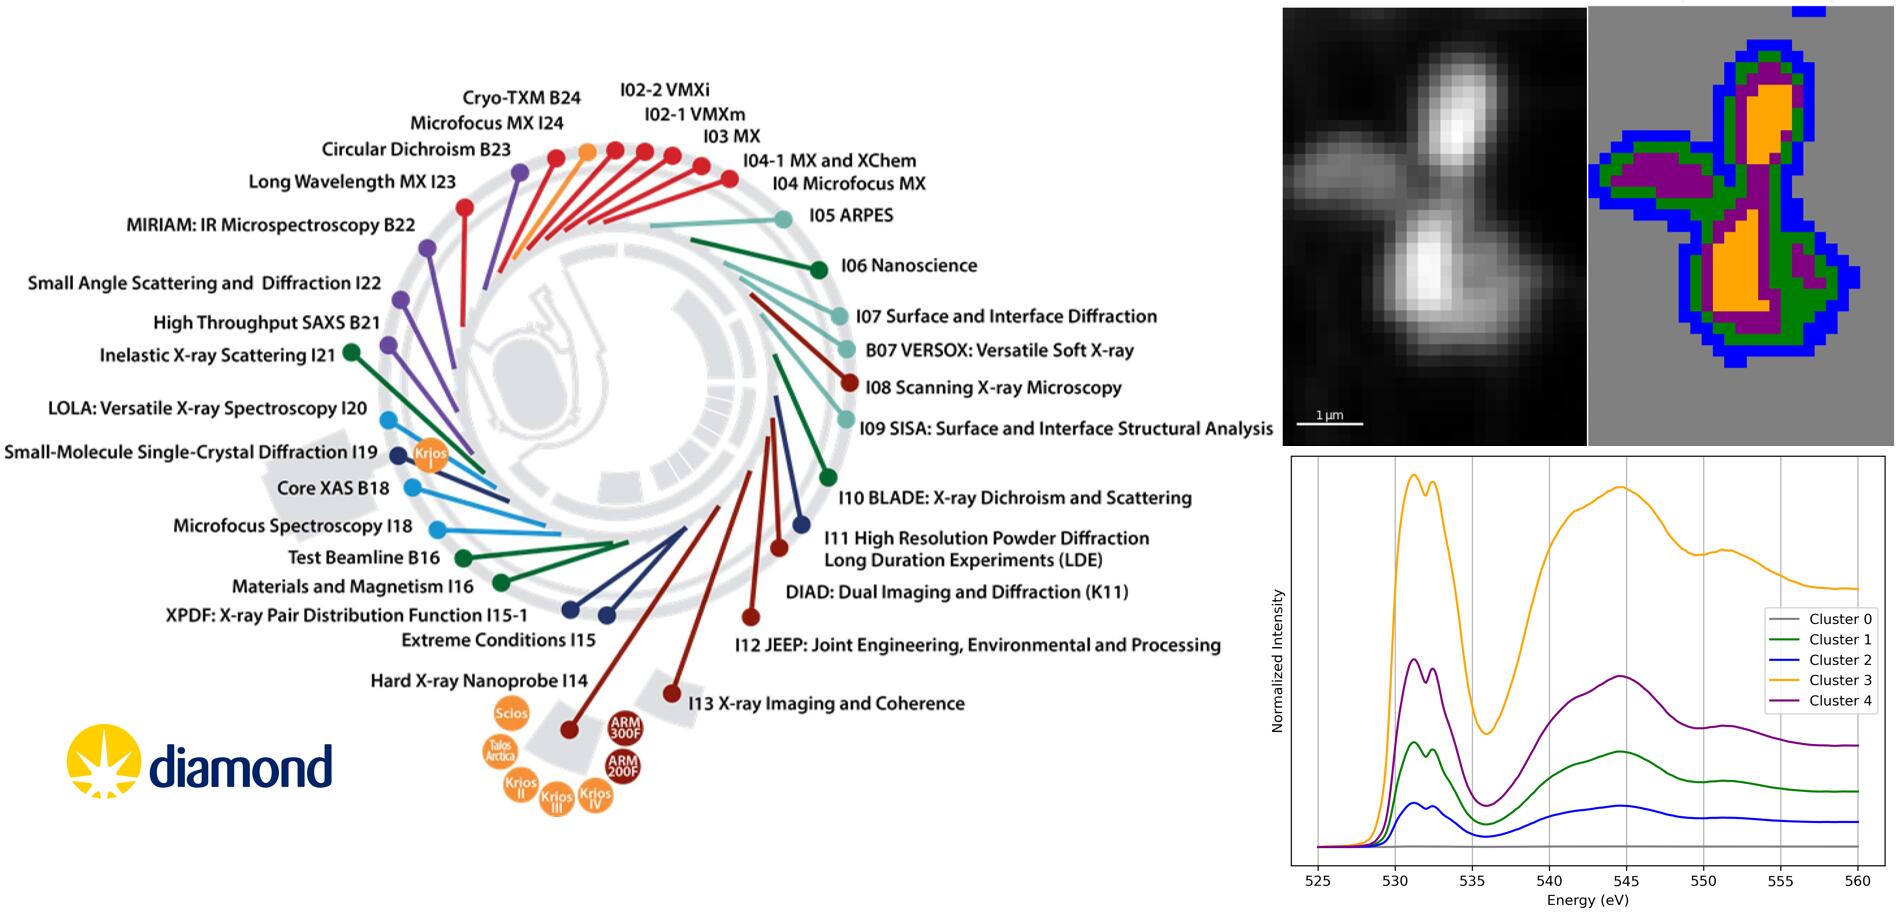 Cryo-TXM B24
Microfocus MX I24
Circular Dichroism B23
Long Wavelength MX I23
MIRIAM: IR Microspectroscopy B22
Small Angle Scattering and  Diffraction I22
High Throughput SAXS B21
Inelastic X-ray Scattering I21
LOLA: Versatile X-ray Spectroscopy I20
Small-Molecule Single-Crystal Diffraction I19
Krios
I
Core XAS B18
Microfocus Spectroscopy I18
Test Beamline B16
Materials and Magnetism I16
XPDF: X-ray Pair Distribution Function I15-1
Extreme Conditions I15
Hard X-ray Nanoprobe I14
Scios
Talos
Arctica
Krios
II
Krios
III
Krios
IV
ARM
200F
ARM
300F
I02-2 VMXi
I02-1 VMXm
I03 MX
I04-1 MX and XChem
I04 Microfocus MX
I05 ARPES
I06 Nanoscience
I07 Surface and Interface Diffraction
B07 VERSOX: Versatile Soft X-ray
I08 Scanning X-ray Microscopy
I09 SISA: Surface and Interface Structural Analysis
I10 BLADE: X-ray Dichroism and Scattering
I11 High Resolution Powder Diffraction
Long Duration Experiments (LDE)
DIAD: Dual Imaging and Diffraction (K11)
I12 JEEP: Joint Engineering, Environmental and Processing
I13 X-ray Imaging and Coherence
diamond
1 µm
Normalized Intensity
Cluster 0
Cluster 1
Cluster 2
Cluster 3
Cluster 4
525 530 535 540 545 550 555 560
Energy (eV)